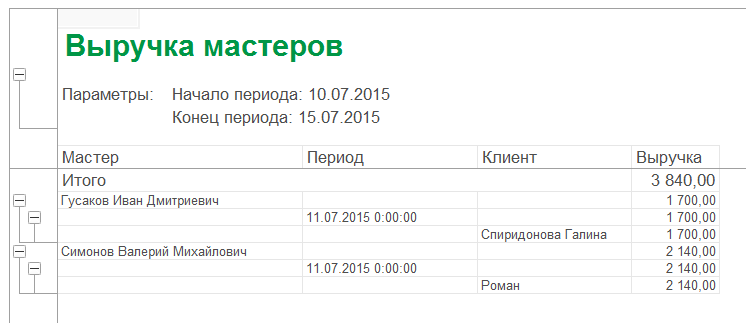 Выручка мастеров
Параметры: Начало периода: 10.07.2015
Конец периода: 15.07.2015
Мастер Период Клиент Выручка
Итого 3 840,00
Гусаков Иван Дмитриевич 1 700,00
11.07.2015 0:00:00 1 700,00
Спиридонова Галина 1 700,00
Симонов Валерий Михайлович 2 140,00
11.07.2015 0:00:00 2 140,00
Роман 2 140,00